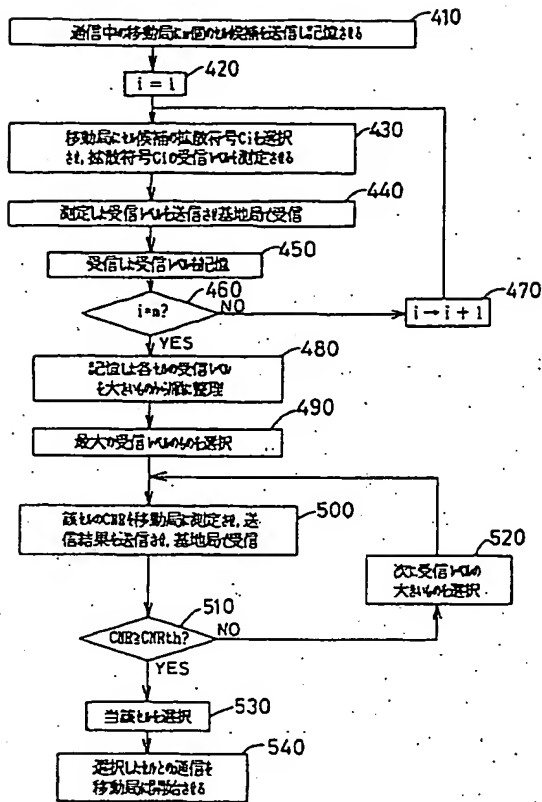 通信中の移動局にn個のセル候補を送信し記憶させる
410
i = 1
420
移動局にセル候補の拡散符号Ciを選択
させ,拡散符号Ciの受信レベルを測定させる
430
測定した受信レベルを送信させ基地局で受信
440
受信した受信レベルを記憶
450
i=n?
460
NO
i → i + 1
470
YES
記憶した各セルの受信レベル
を大きいものから順に整理
480
最大の受信レベルのものを選択
490
該セルのCNRを移動局に測定させ,送
信結果を送信させ,基地局で受信
500
次に受信レベルの
大きいものを選択
520
CNR≧CNRth?
510
NO
YES
当該セルを選択
530
選択したセルとの通信を
移動局に開始させる
540